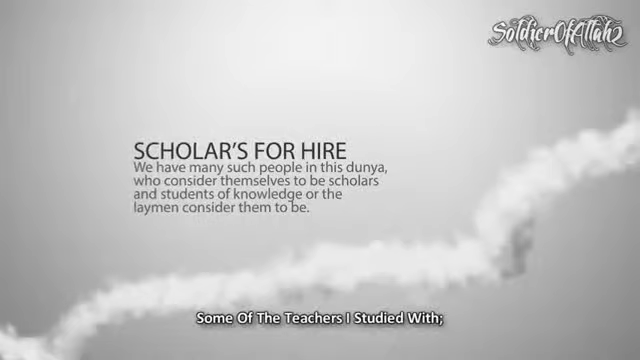 SoldierOfAllah2
SCHOLAR'S FOR HIRE
We have many such people in this dunya,
who consider themselves to be scholars
and students of knowledge or the
laymen consider them to be.
Some Of The Teachers I Studied With;